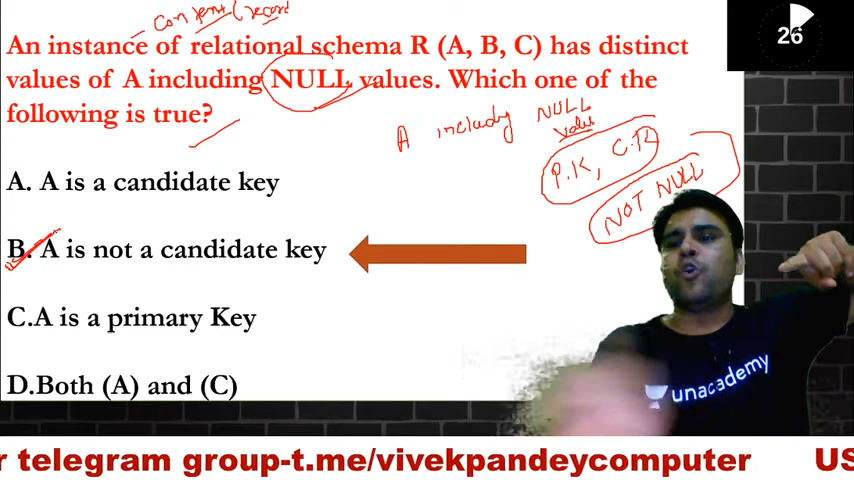 26
An instance of relational schema R (A, B, C) has distinct
values of A including NULL values. Which one of the
following is true?
A including NULL
value
P.K, C.K
NOT NULL
A. A is a candidate key
B. A is not a candidate key
C.A is a primary Key
D.Both (A) and (C)
unacademy
r telegram group-t.me/vivekpandeycomputer US